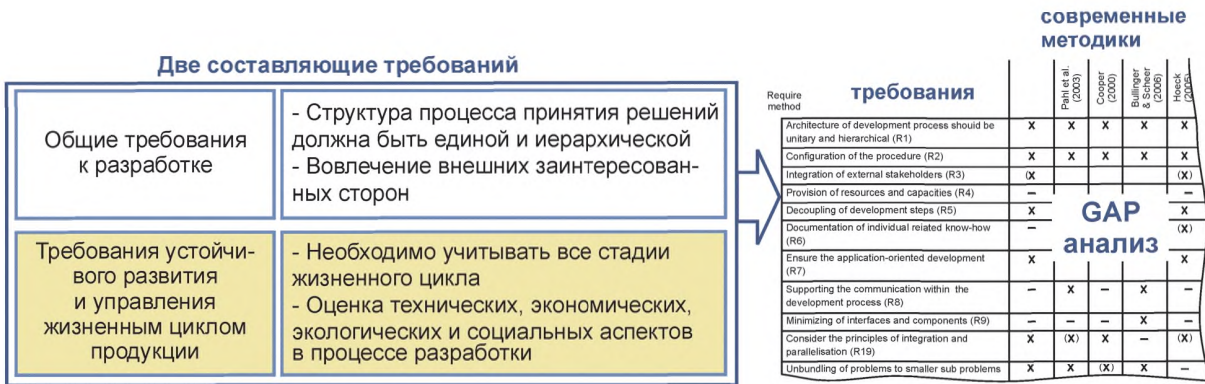 Две составляющие требований
Общие требования
к разработке
- Структура процесса принятия решений
должна быть единой и иерархической
- Вовлечение внешних заинтересован-
ных сторон
Требования устойчи-
вого развития
и управления
жизненным циклом
продукции
- Необходимо учитывать все стадии
жизненного цикла
- Оценка технических, экономических,
экологических и социальных аспектов
в процессе разработки
современные
методики
Require
method
требования
Pahl et al.
(2003)
Cooper
(2000)
Bullinger
& Scheer
(2006)
Hoeck
(2005)
Architecture of development process should be
unitary and hierarchical (R1)
X X X X X
Configuration of the procedure (R2) X X X X X
Integration of external stakeholders (R3) (X (X)
Provision of resources and capacities (R4) – –
Decoupling of development steps (R5) X X
Documentation of individual related know-how
(R6)
– (X)
Ensure the application-oriented development
(R7)
X X
GAP
анализ
Supporting the communication within the
development process (R8)
– X – X –
Minimizing of interfaces and components (R9) – – – X –
Consider the principles of integration and
parallelisation (R19)
X (X) X – (X)
Unbundling of problems to smaller sub problems X X (X) X –